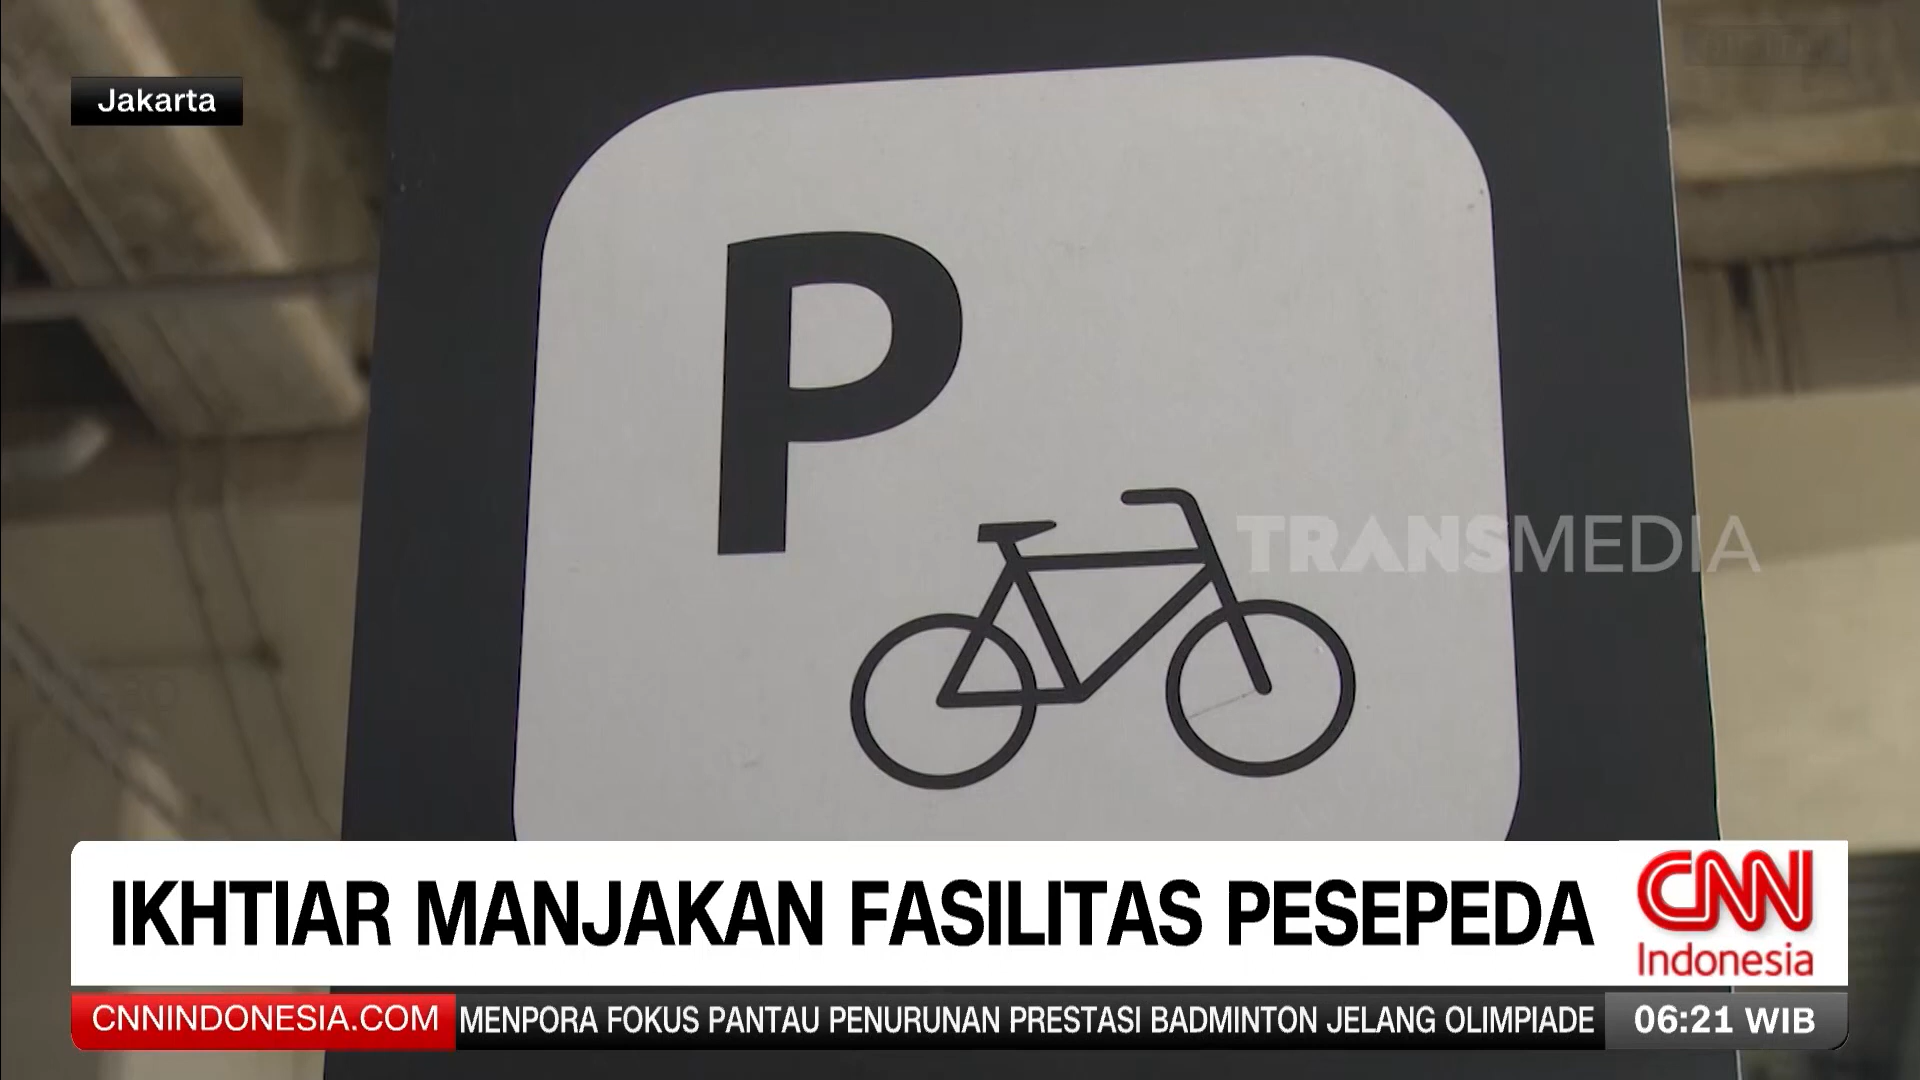 Jakarta
P
TRANSMEDIA
IKHTIAR MANJAKAN FASILITAS PESEPEDA
CNN
Indonesia
CNNINDONESIA.COM
MENPORA FOKUS PANTAU PENURUNAN PRESTASI BADMINTON JELANG OLIMPIADE
06:21 WIB